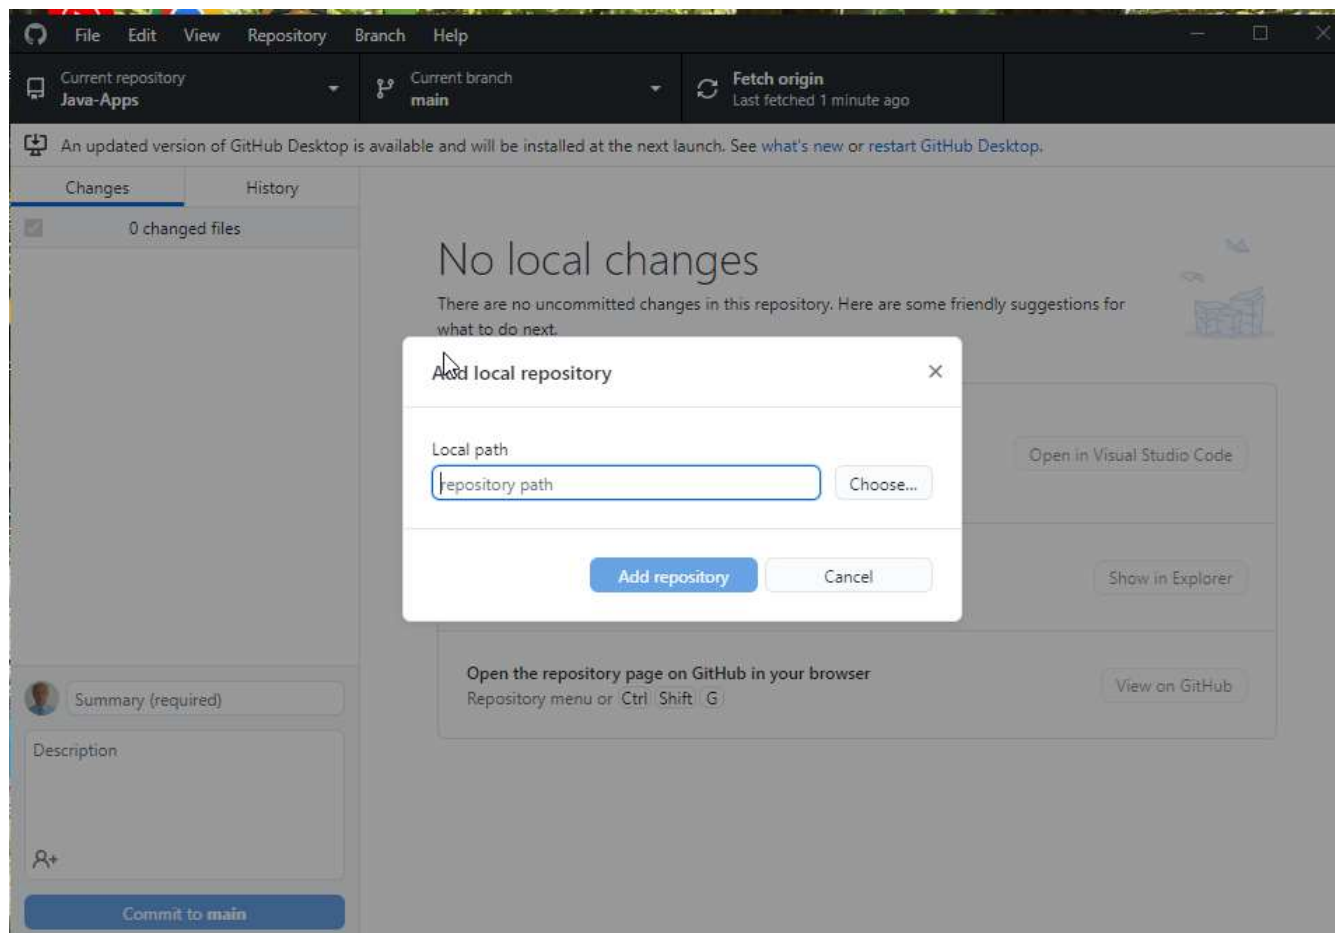 File Edit View Repository Branch Help
Current repository
Java-Apps
Current branch
main
Fetch origin
Last fetched 1 minute ago
An updated version of GitHub Desktop is available and will be installed at the next launch. See what's new or restart GitHub Desktop.
Changes History
0 changed files
No local changes
There are no uncommitted changes in this repository. Here are some friendly suggestions for
what to do next.
Add local repository
Local path
repository path
Choose...
Add repository
Cancel
Open in Visual Studio Code
Show in Explorer
Open the repository page on GitHub in your browser
Repository menu or Ctrl Shift G
View on GitHub
Summary (required)
Description
Commit to main